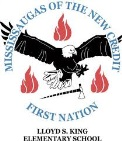 MISSISSAUGAS OF THE NEW CREDIT
FIRST NATION
LLOYD S. KING
ELEMENTARY SCHOOL